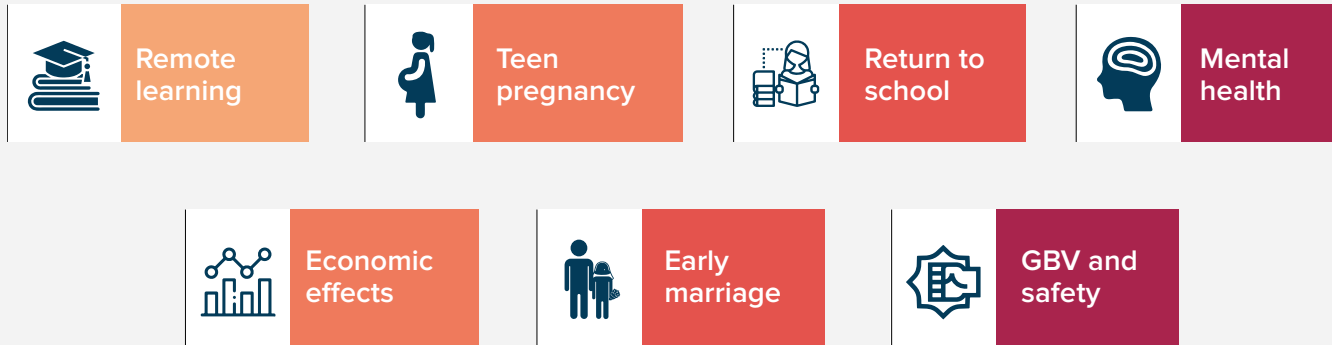 Remote
learning
Teen
pregnancy
Return to
school
Mental
health
Economic
effects
Early
marriage
GBV and
safety